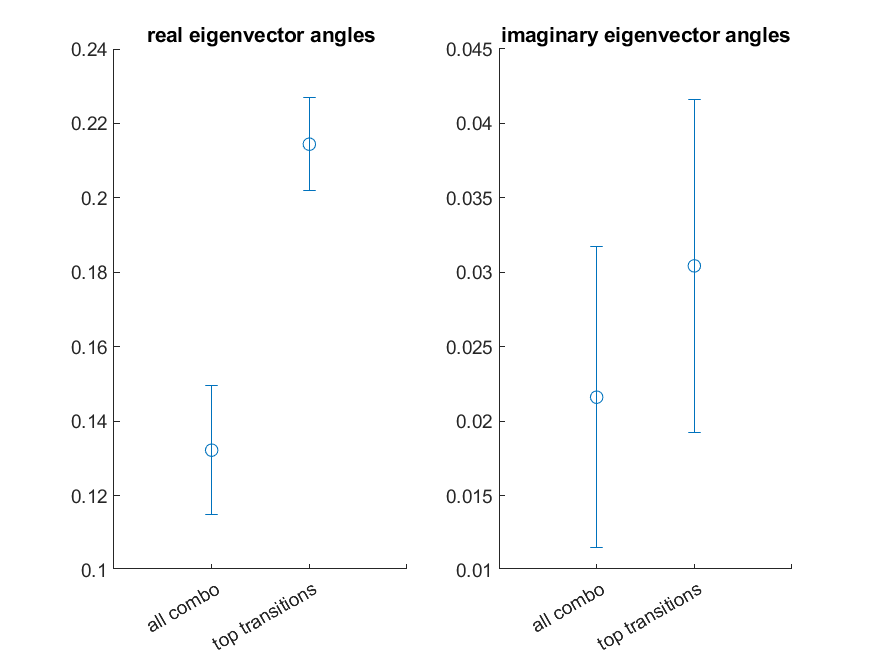 real eigenvector angles
0.24
0.22
0.2
0.18
0.16
0.14
0.12
0.1
all combo
top transitions
imaginary eigenvector angles
0.045
0.04
0.035
0.03
0.025
0.02
0.015
0.01
all combo
top transitions